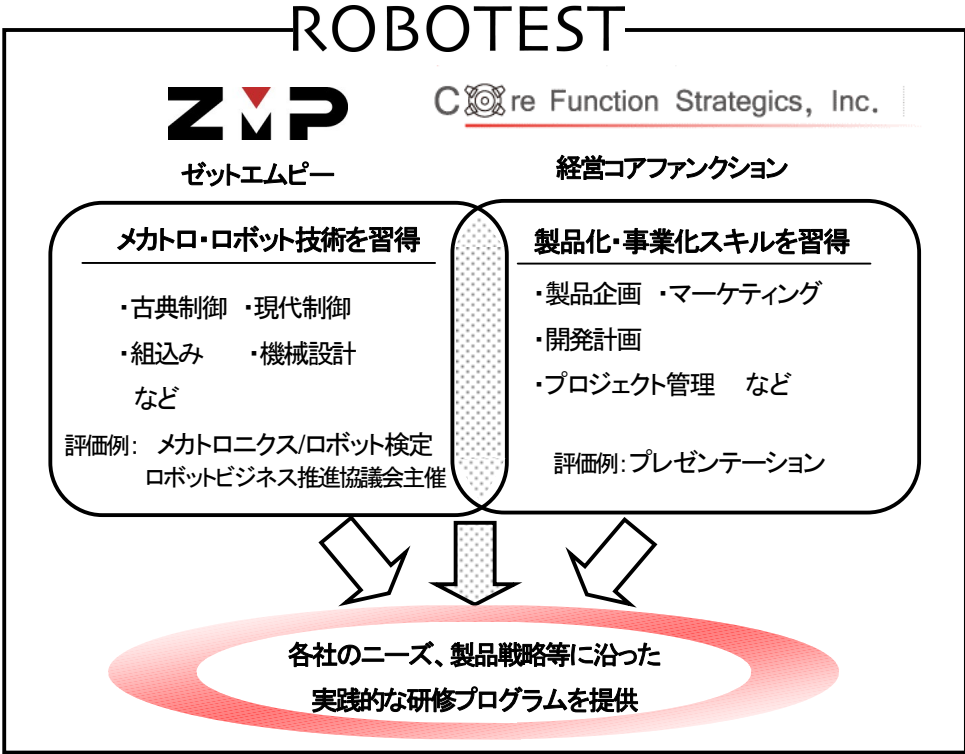 ROBOTEST
ZMP
Core Function Strategics, Inc.
ゼットエムピー
経営コアファンクション
メカトロ・ロボット技術を習得
・古典制御 ・現代制御
・組込み ・機械設計
など
評価例: メカトロニクス/ロボット検定
ロボットビジネス推進協議会主催
製品化・事業化スキルを習得
・製品企画 ・マーケティング
・開発計画
・プロジェクト管理 など
評価例:プレゼンテーション
各社のニーズ、製品戦略等に沿った
実践的な研修プログラムを提供